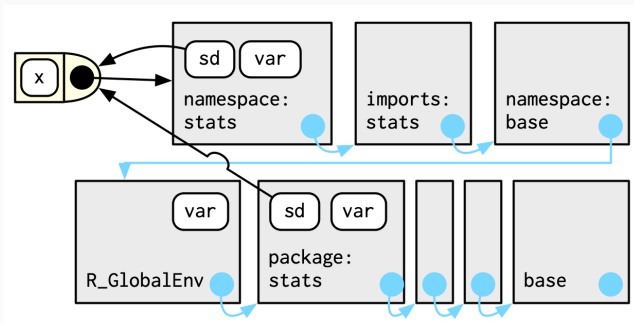 x
sd var
namespace:
stats
imports:
stats
namespace:
base
var
R_GlobalEnv
sd var
package:
stats
base